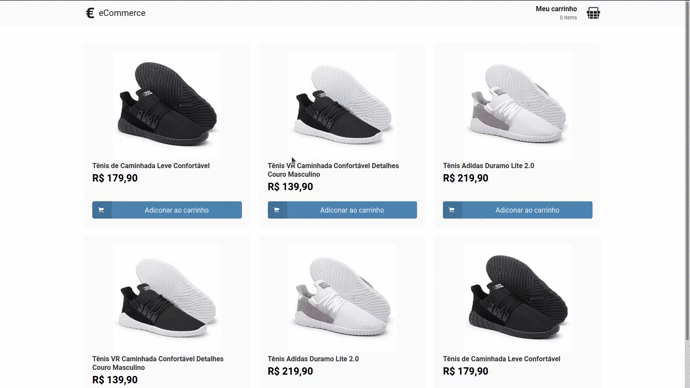 € eCommerce
Meu carrinho
0 items
Tênis de Caminhada Leve Confortável
R$ 179,90
Adiconar ao carrinho
Tênis VR Caminhada Confortável Detalhes
Couro Masculino
R$ 139,90
Adiconar ao carrinho
Tênis Adidas Duramo Lite 2.0
R$ 219,90
Adiconar ao carrinho
Tênis VR Caminhada Confortável Detalhes
Couro Masculino
R$ 139,90
Tênis Adidas Duramo Lite 2.0
R$ 219,90
Tênis de Caminhada Leve Confortável
R$ 179,90